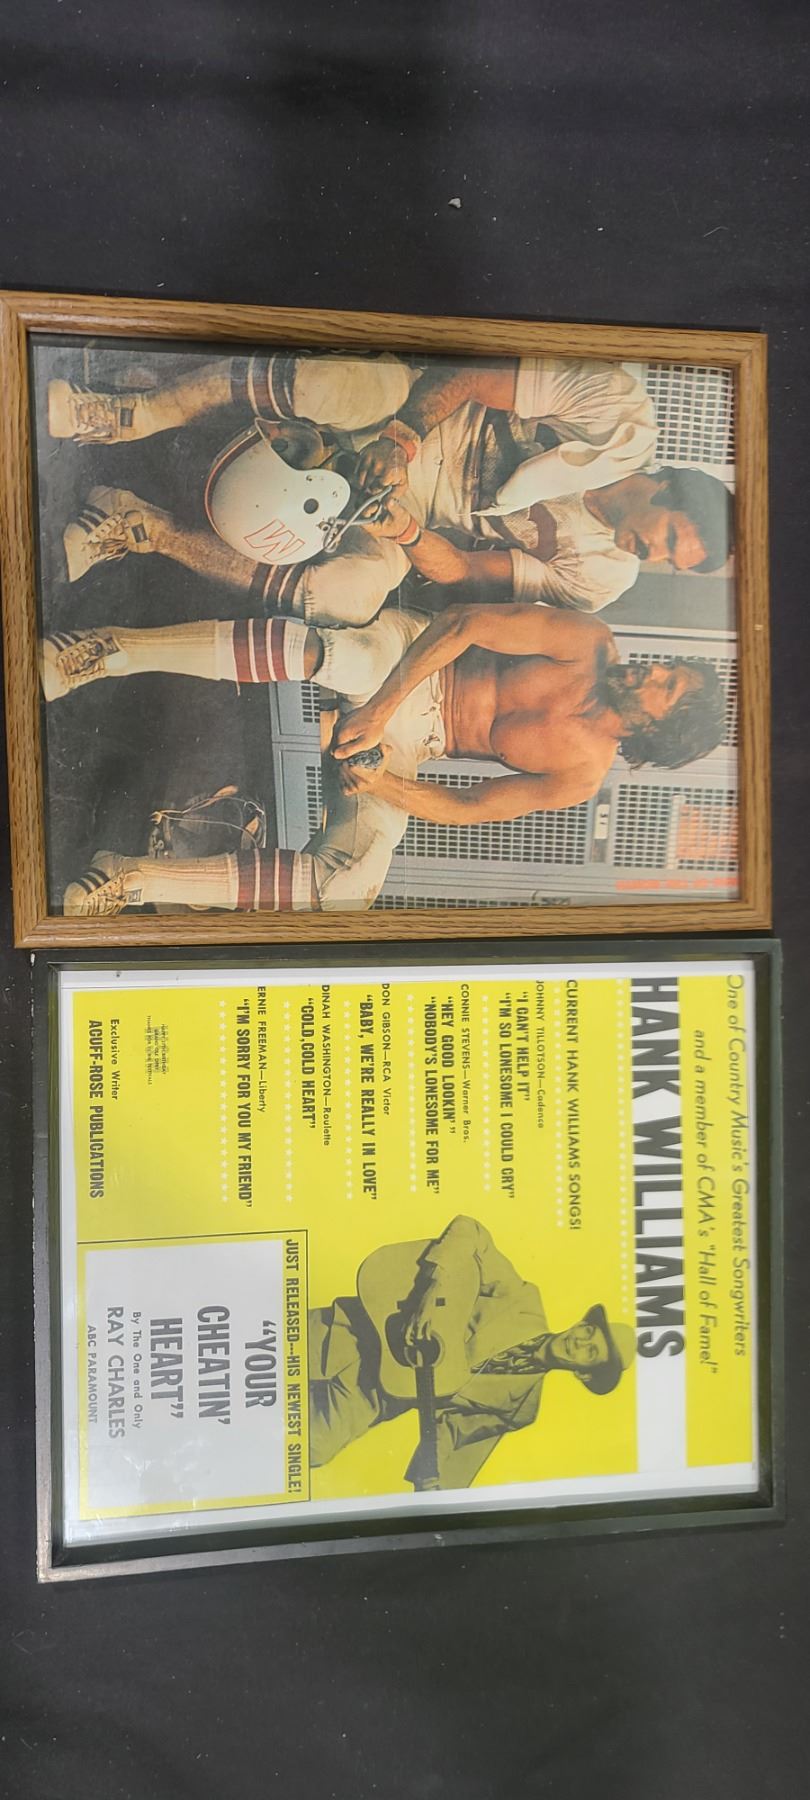 M
One of Country Music's Greatest Songwriters
and a member of CMA's "Hall of Fame!"
HANK WILLIAMS
CURRENT HANK WILLIAMS SONGS!
JOHNNY TILLOTSON—Cadence
"I CAN'T HELP IT"
"I'M SO LONESOME I COULD CRY"
CONNIE STEVENS—Warner Bros.
"HEY GOOD LOOKIN'"
"NOBODY'S LONESOME FOR ME"
DON GIBSON—RCA Victor
"BABY, WE'RE REALLY IN LOVE"
DINAH WASHINGTON—Roulette
"COLD, COLD HEART"
ERNIE FREEMAN—Liberty
"I'M SORRY FOR YOU MY FRIEND"
Exclusive Writer
ACUFF-ROSE PUBLICATIONS
JUST RELEASED---HIS NEWEST SINGLE!
"YOUR
CHEATIN'
HEART"
By The One and Only
RAY CHARLES
ABC PARAMOUNT